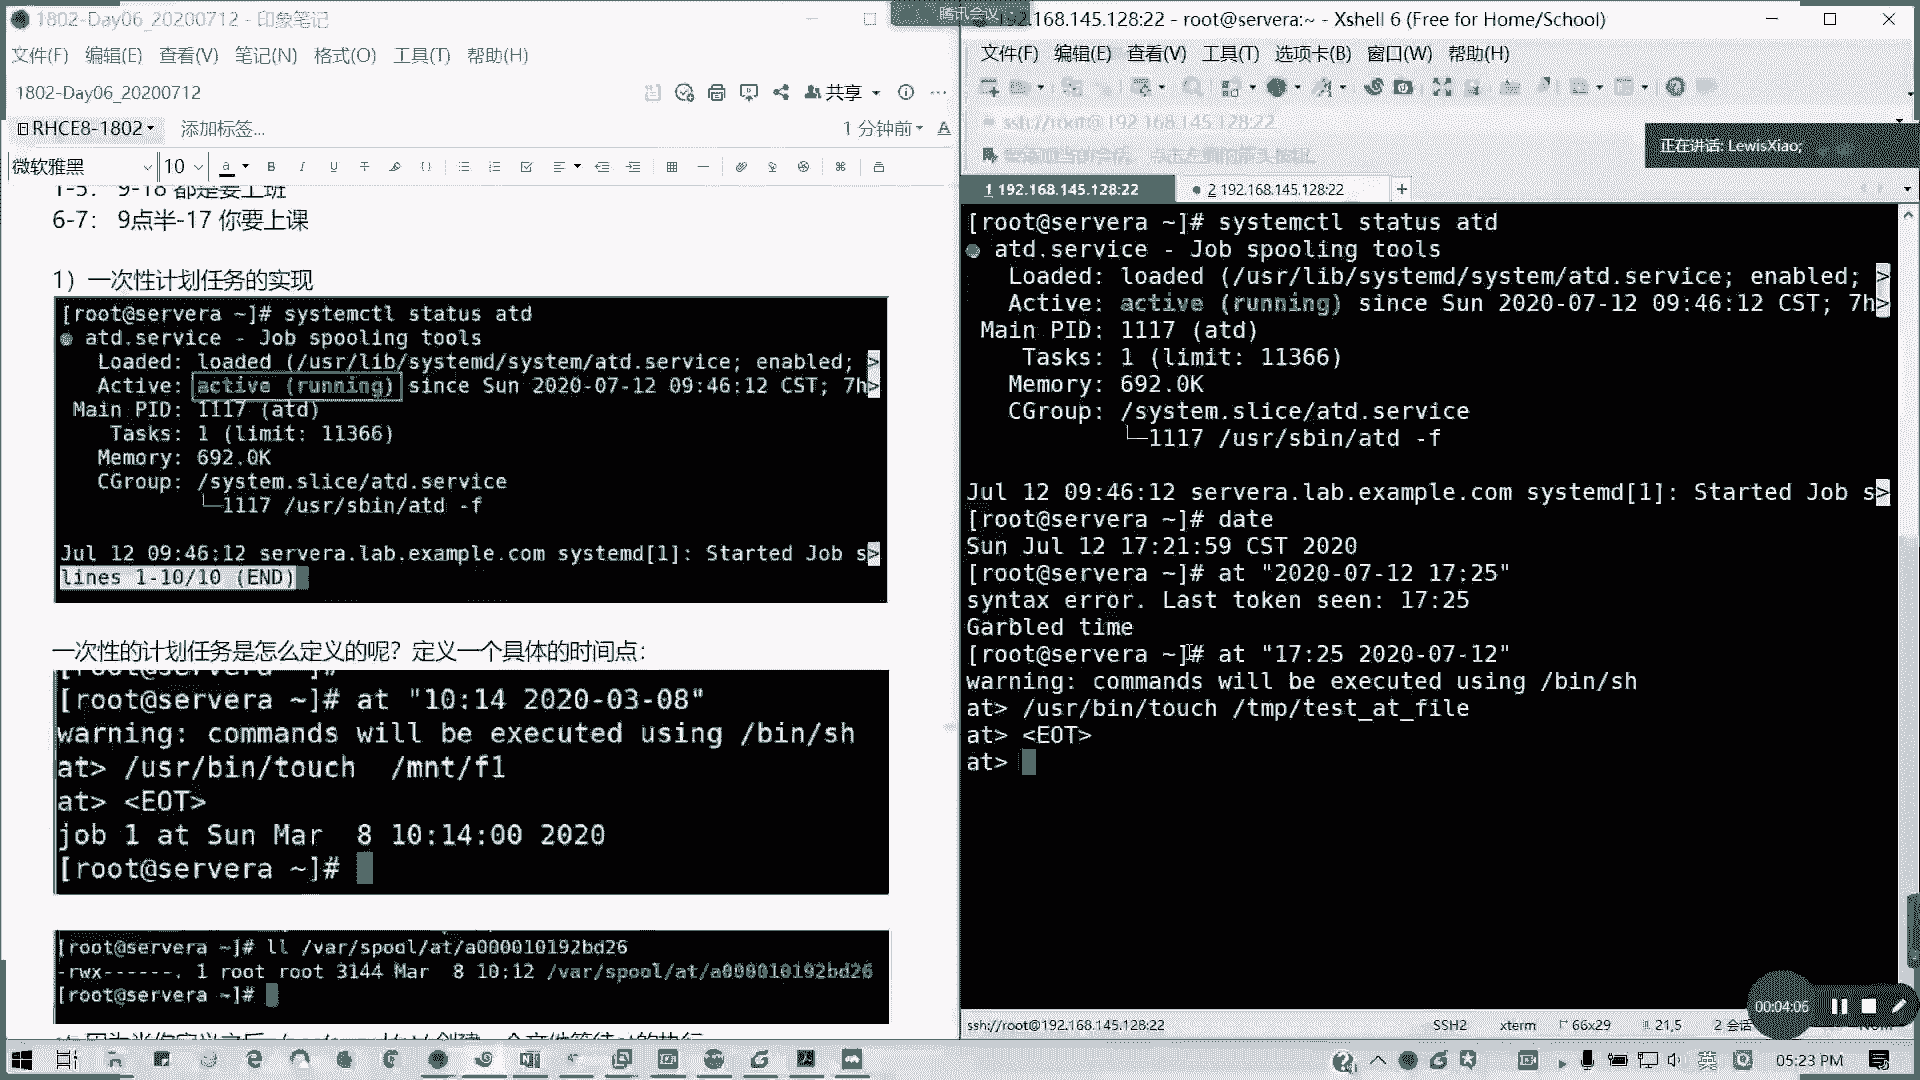 1802-Day06_20200712 - 印象笔记
文件(F) 编辑(E) 查看(V) 笔记(N) 格式(O) 工具(T) 帮助(H)
1802-Day06_20200712
共享
RHCE8-1802
添加标签...
1 分钟前
微软雅黑
10
1-5： 9-18 都是要上班
6-7： 9点半-17 你要上课
1）一次性计划任务的实现
[root@servera ~]# systemctl status atd
● atd.service - Job spooling tools
Loaded: loaded (/usr/lib/systemd/system/atd.service; enabled; >
Active: active (running) since Sun 2020-07-12 09:46:12 CST; 7h>
Main PID: 1117 (atd)
Tasks: 1 (limit: 11366)
Memory: 692.0K
CGroup: /system.slice/atd.service
└─1117 /usr/sbin/atd -f
Jul 12 09:46:12 servera.lab.example.com systemd[1]: Started Job s>
lines 1-10/10 (END)
一次性的计划任务是怎么定义的呢？定义一个具体的时间点：
[root@servera ~]#
[root@servera ~]# at "10:14 2020-03-08"
warning: commands will be executed using /bin/sh
at> /usr/bin/touch  /mnt/f1
at> <EOT>
job 1 at Sun Mar  8 10:14:00 2020
[root@servera ~]#
[root@servera ~]# ll /var/spool/at/a000010192bd26
-rwx------. 1 root root 3144 Mar  8 10:12 /var/spool/at/a000010192bd26
[root@servera ~]#
腾讯会议
192.168.145.128:22 - root@servera:~ - Xshell 6 (Free for Home/School)
文件(F) 编辑(E) 查看(V) 工具(T) 选项卡(B) 窗口(W) 帮助(H)
ssh://root@192.168.145.128:22
正在讲话: LewisXiao;
1 192.168.145.128:22
2 192.168.145.128:22
[root@servera ~]# systemctl status atd
● atd.service - Job spooling tools
Loaded: loaded (/usr/lib/systemd/system/atd.service; enabled; >
Active: active (running) since Sun 2020-07-12 09:46:12 CST; 7h>
Main PID: 1117 (atd)
Tasks: 1 (limit: 11366)
Memory: 692.0K
CGroup: /system.slice/atd.service
└─1117 /usr/sbin/atd -f
Jul 12 09:46:12 servera.lab.example.com systemd[1]: Started Job s>
[root@servera ~]# date
Sun Jul 12 17:21:59 CST 2020
[root@servera ~]# at "2020-07-12 17:25"
syntax error. Last token seen: 17:25
Garbled time
[root@servera ~]# at "17:25 2020-07-12"
warning: commands will be executed using /bin/sh
at> /usr/bin/touch /tmp/test_at_file
at> <EOT>
at>
00:04:06
ssh://root@192.168.145.128:22
SSH2
xterm
66x29
21,5
2 会话
英
05:23 PM